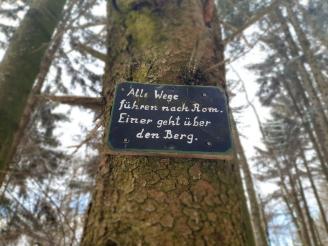 Alle Wege
führen nach Rom.
Einer geht über
den Berg.